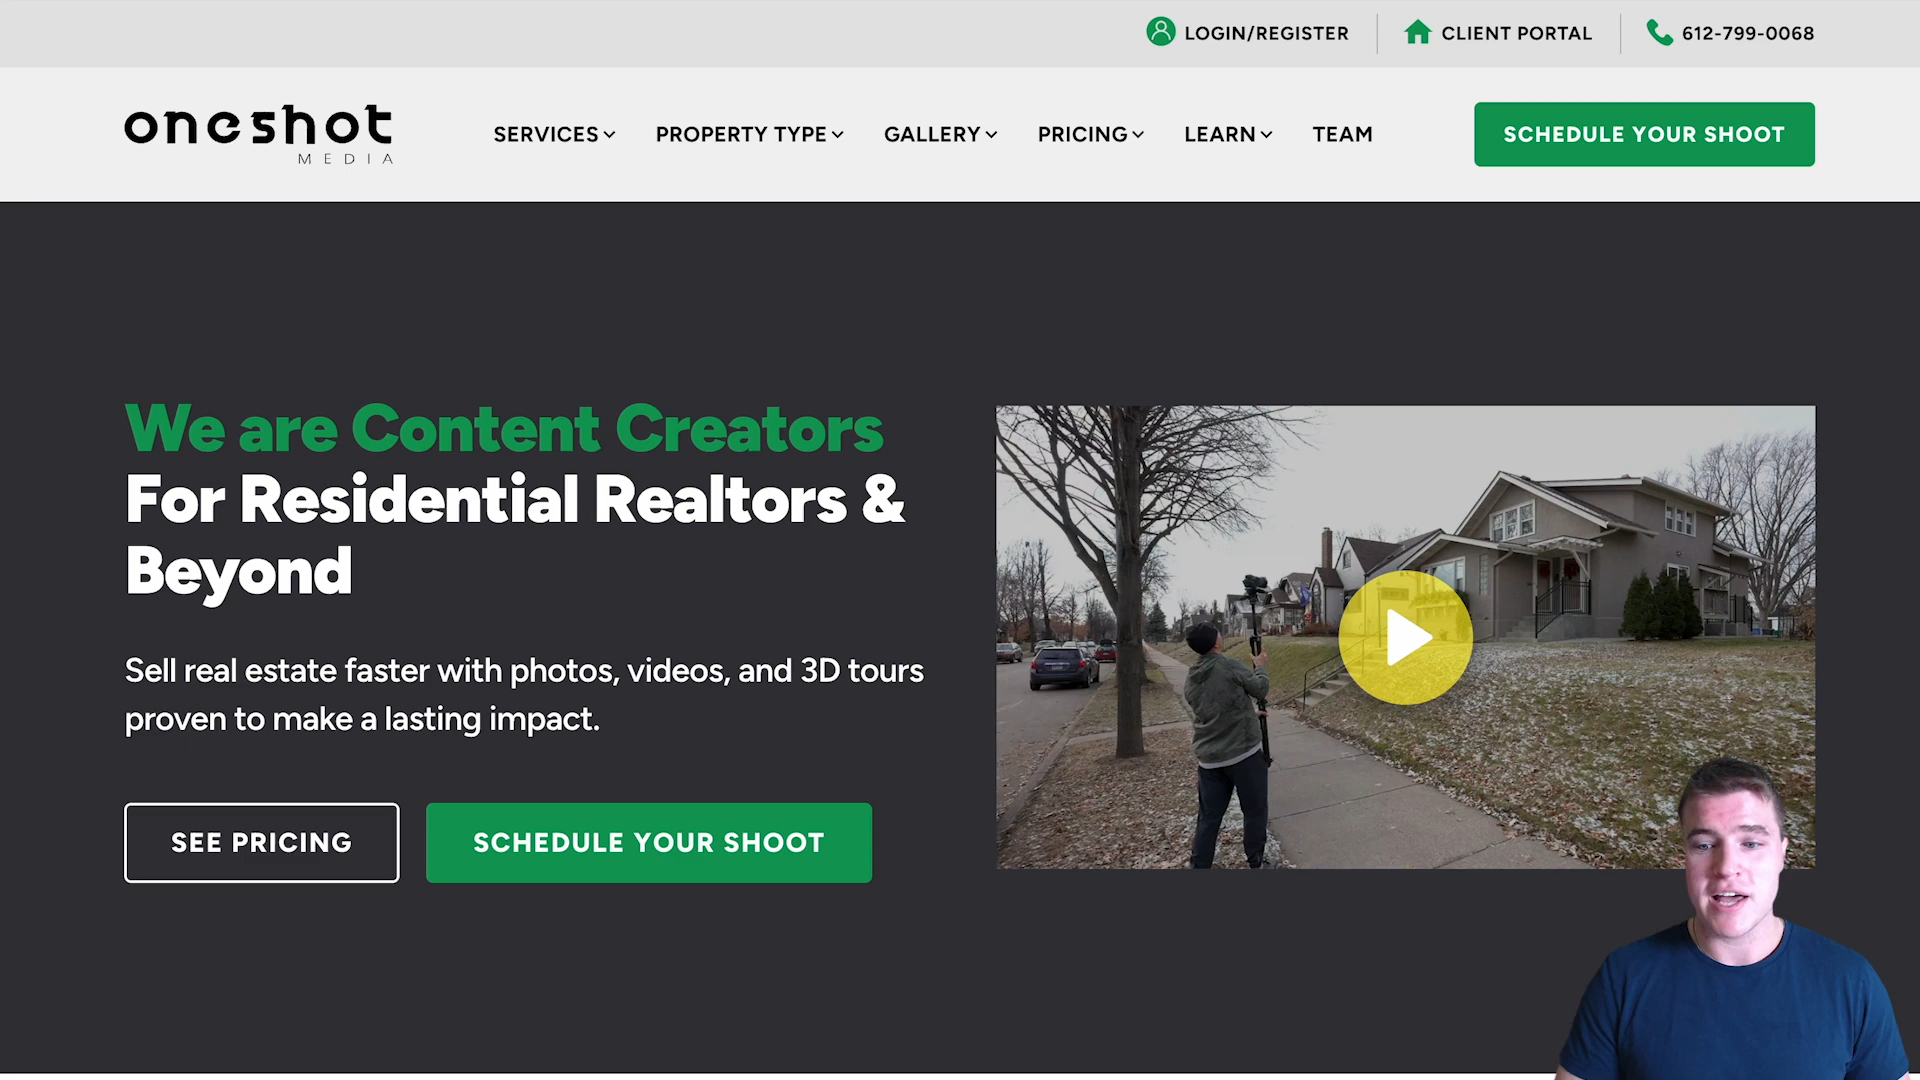 LOGIN/REGISTER
CLIENT PORTAL
612-799-0068
oneshot
MEDIA
SERVICES
PROPERTY TYPE
GALLERY
PRICING
LEARN
TEAM
SCHEDULE YOUR SHOOT
We are Content Creators
For Residential Realtors &
Beyond
Sell real estate faster with photos, videos, and 3D tours
proven to make a lasting impact.
SEE PRICING
SCHEDULE YOUR SHOOT